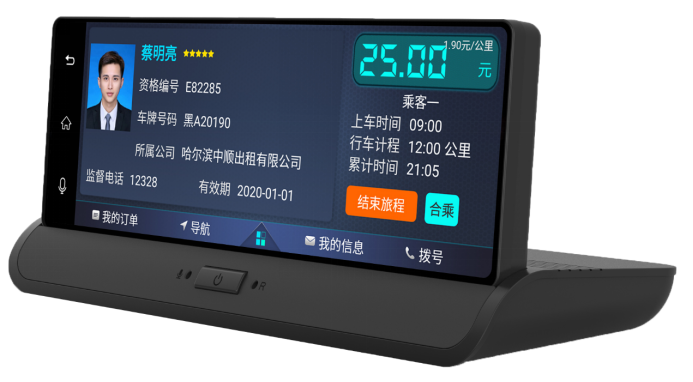 蔡明亮
资格编号 E82285
车牌号码 黑A20190
所属公司 哈尔滨中顺出租有限公司
监督电话 12328 有效期 2020-01-01
1.90元/公里
25.00 元
乘客一
上车时间 09:00
行车计程 12:00 公里
累计时间 21:05
结束旅程 合乘
我的订单 导航 我的信息 拨号